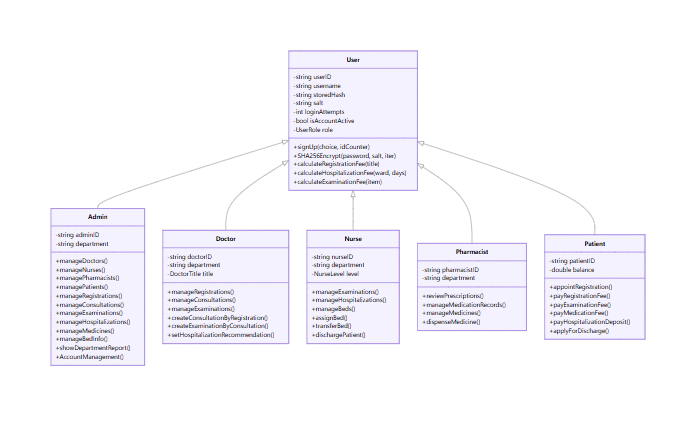 User
-string userID
-string username
-string storedHash
-string salt
-int loginAttempts
-bool isAccountActive
-UserRole role
+signUp(choice, idCounter)
+SHA256Encrypt(password, salt, iter)
+calculateRegistrationFee(title)
+calculateHospitalizationFee(ward, days)
+calculateExaminationFee(item)
Admin
-string adminID
-string department
+manageDoctors()
+manageNurses()
+managePharmacists()
+managePatients()
+manageRegistrations()
+manageConsultations()
+manageExaminations()
+manageHospitalizations()
+manageMedicines()
+manageBedInfo()
+showDepartmentReport()
+AccountManagement()
Doctor
-string doctorID
-string department
-DoctorTitle title
+manageRegistrations()
+manageConsultations()
+manageExaminations()
+createConsultationByRegistration()
+createExaminationByConsultation()
+setHospitalizationRecommendation()
Nurse
-string nurseID
-string department
-NurseLevel level
+manageExaminations()
+manageHospitalizations()
+manageBeds()
+assignBed()
+transferBed()
+dischargePatient()
Pharmacist
-string pharmacistID
-string department
+reviewPrescriptions()
+manageMedicationRecords()
+manageMedicines()
+dispenseMedicine()
Patient
-string patientID
-double balance
+appointRegistration()
+payRegistrationFee()
+payExaminationFee()
+payMedicationFee()
+payHospitalizationDeposit()
+applyForDischarge()